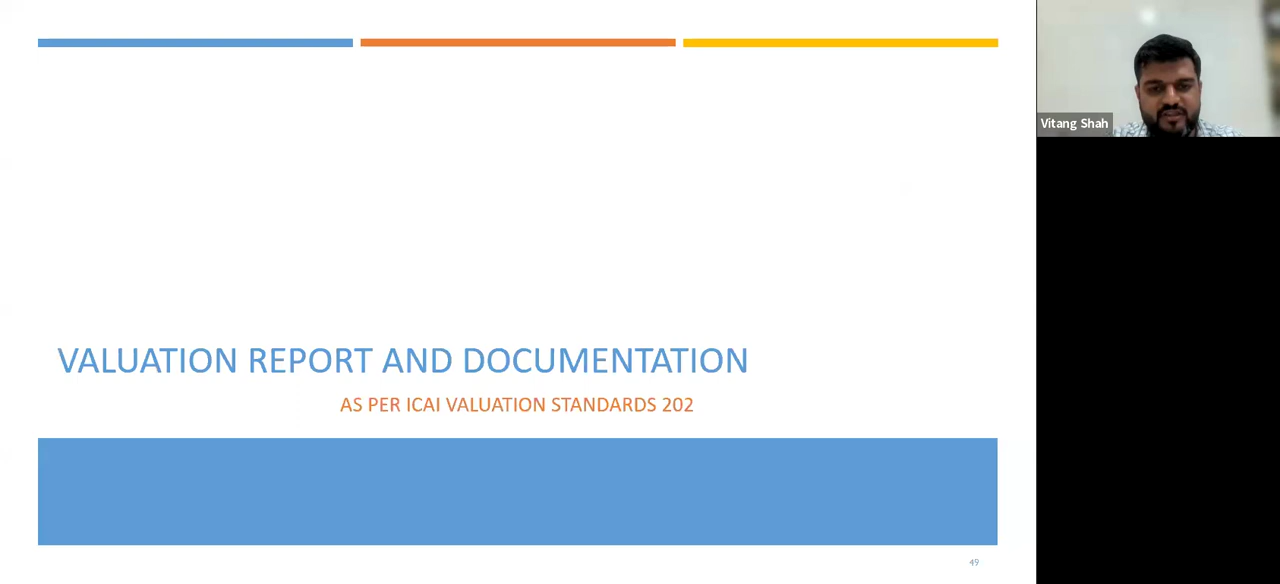 VALUATION REPORT AND DOCUMENTATION
AS PER ICAI VALUATION STANDARDS 202
49
Vitang Shah